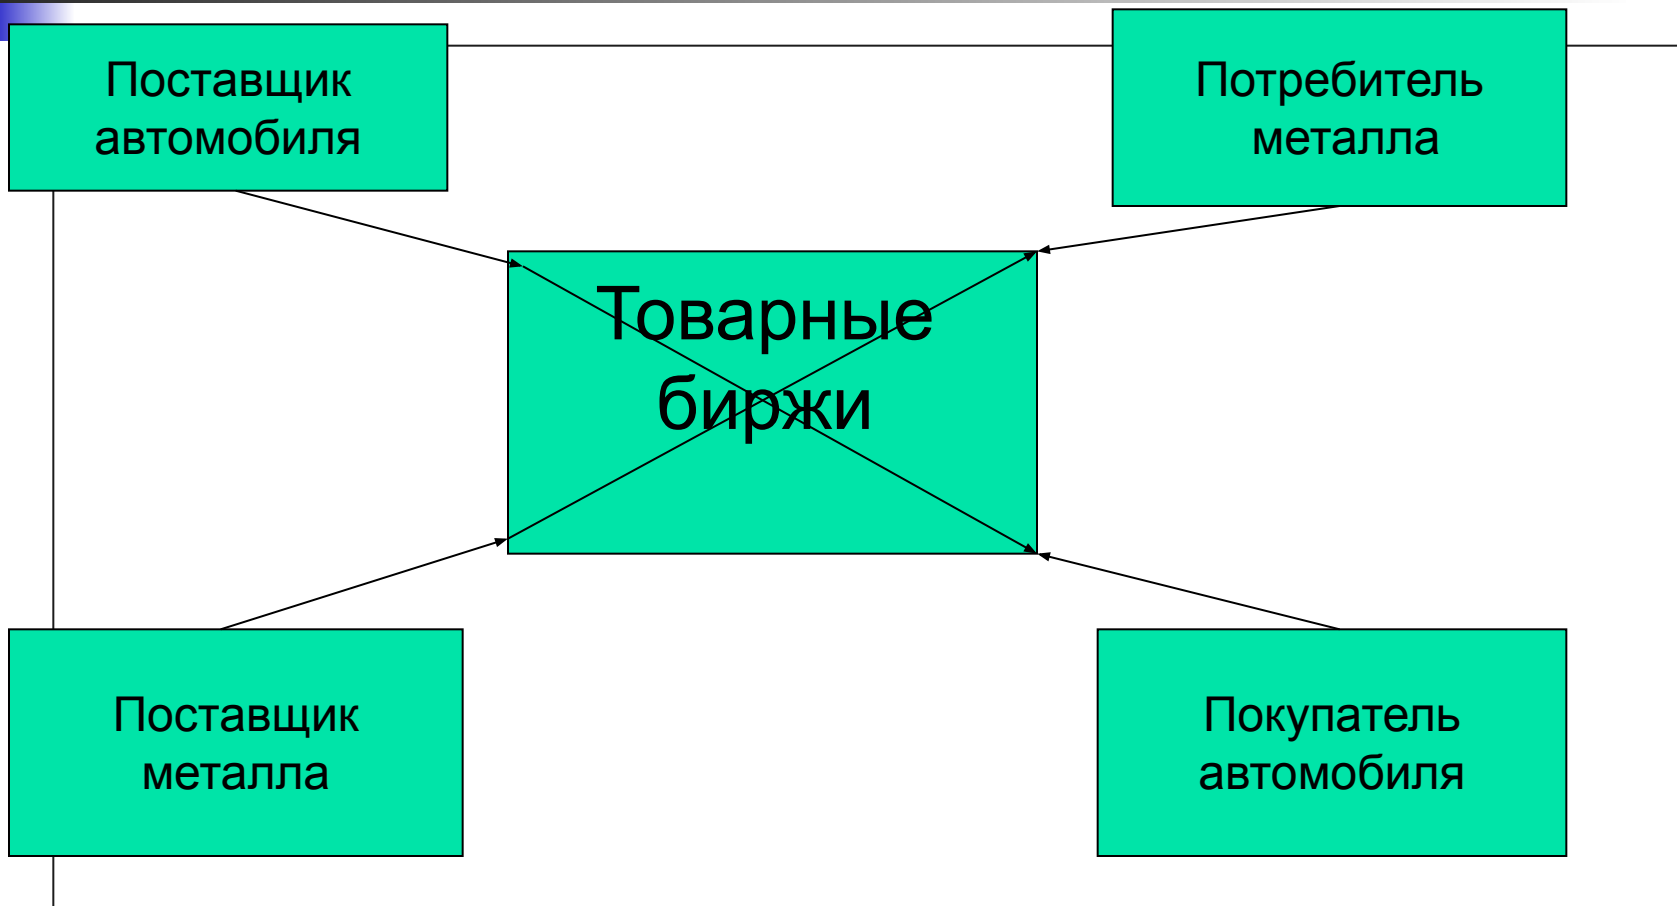 Поставщик
автомобиля
Потребитель
металла
Товарные
биржи
Поставщик
металла
Покупатель
автомобиля